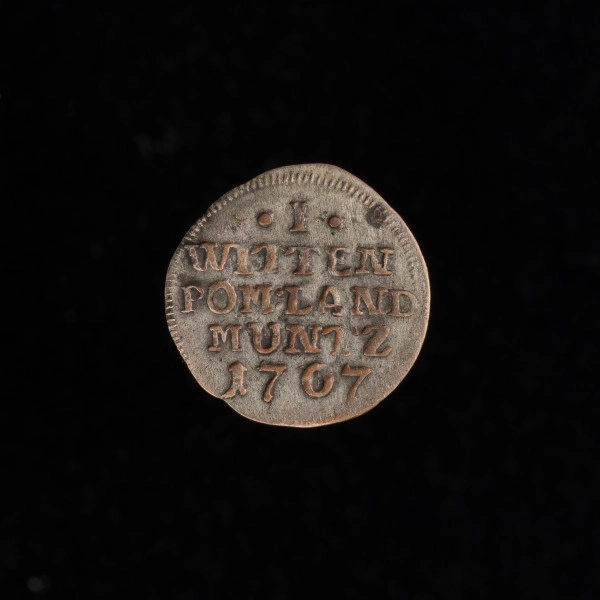 · I ·
WITTEN
POM·LAND
MUNTZ
1707